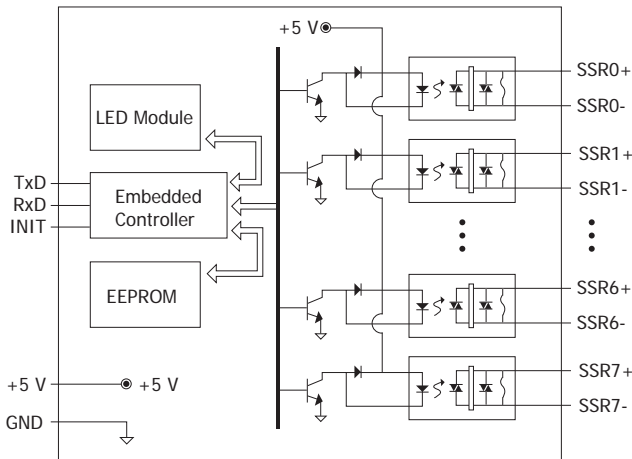 +5 V
SSR0+
SSR0-
LED Module
SSR1+
SSR1-
TxD
RxD
INIT
Embedded
Controller
EEPROM
SSR6+
SSR6-
+5 V
+5 V
SSR7+
SSR7-
GND